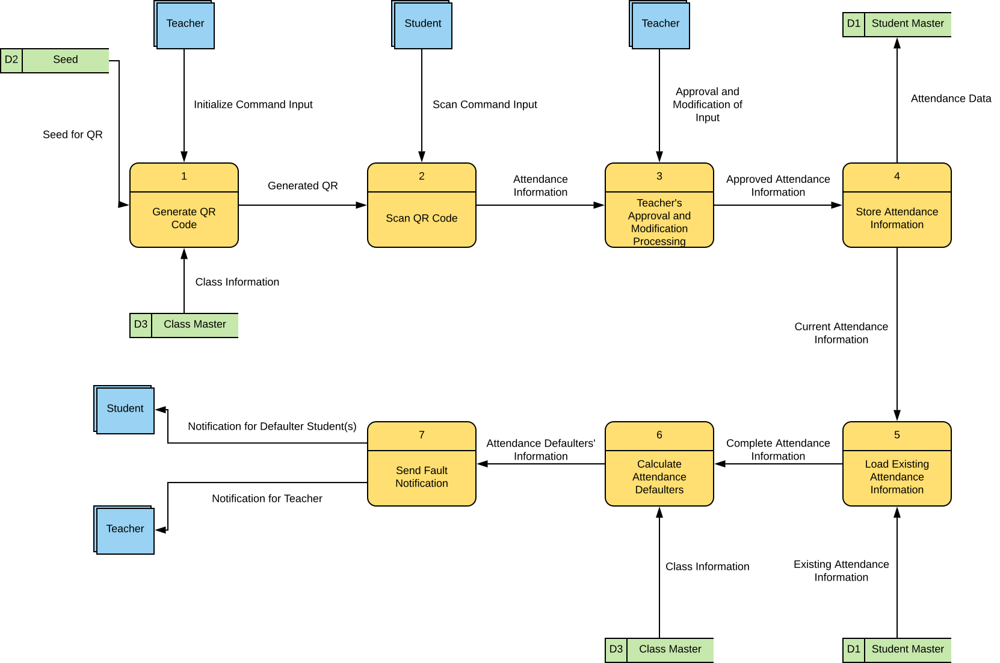 Teacher
Student
Teacher
D1 Student Master
D2 Seed
Initialize Command Input
Scan Command Input
Approval and
Modification of
Input
Attendance Data
Seed for QR
1
Generate QR
Code
Generated QR
2
Scan QR Code
Attendance
Information
3
Teacher's
Approval and
Modification
Processing
Approved Attendance
Information
4
Store Attendance
Information
Class Information
D3 Class Master
Current Attendance
Information
Student
Notification for Defaulter Student(s)
7
Send Fault
Notification
Attendance Defaulters'
Information
6
Calculate
Attendance
Defaulters
Complete Attendance
Information
5
Load Existing
Attendance
Information
Notification for Teacher
Teacher
Class Information
Existing Attendance
Information
D3 Class Master
D1 Student Master